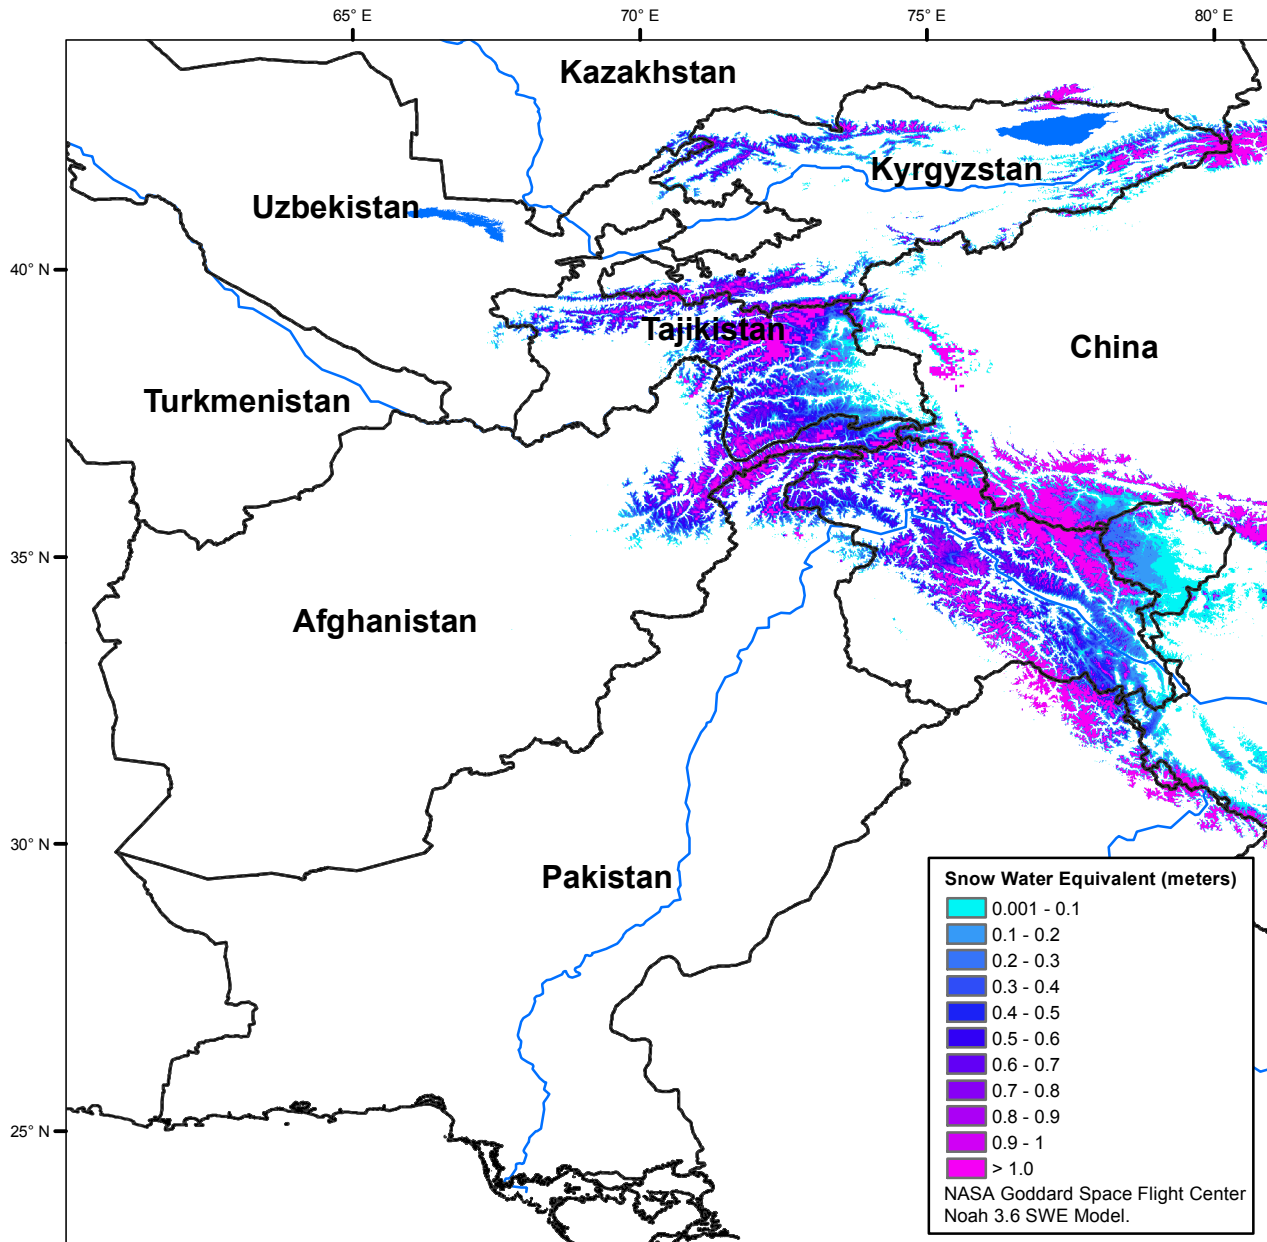 65° E
70° E
75° E
80° E
Kazakhstan
Kyrgyzstan
Uzbekistan
40° N
Tajikistan
China
Turkmenistan
35° N
Afghanistan
30° N
Pakistan
Snow Water Equivalent (meters)
0.001 - 0.1
0.1 - 0.2
0.2 - 0.3
0.3 - 0.4
0.4 - 0.5
0.5 - 0.6
0.6 - 0.7
0.7 - 0.8
0.8 - 0.9
0.9 - 1
> 1.0
NASA Goddard Space Flight Center
Noah 3.6 SWE Model.
25° N